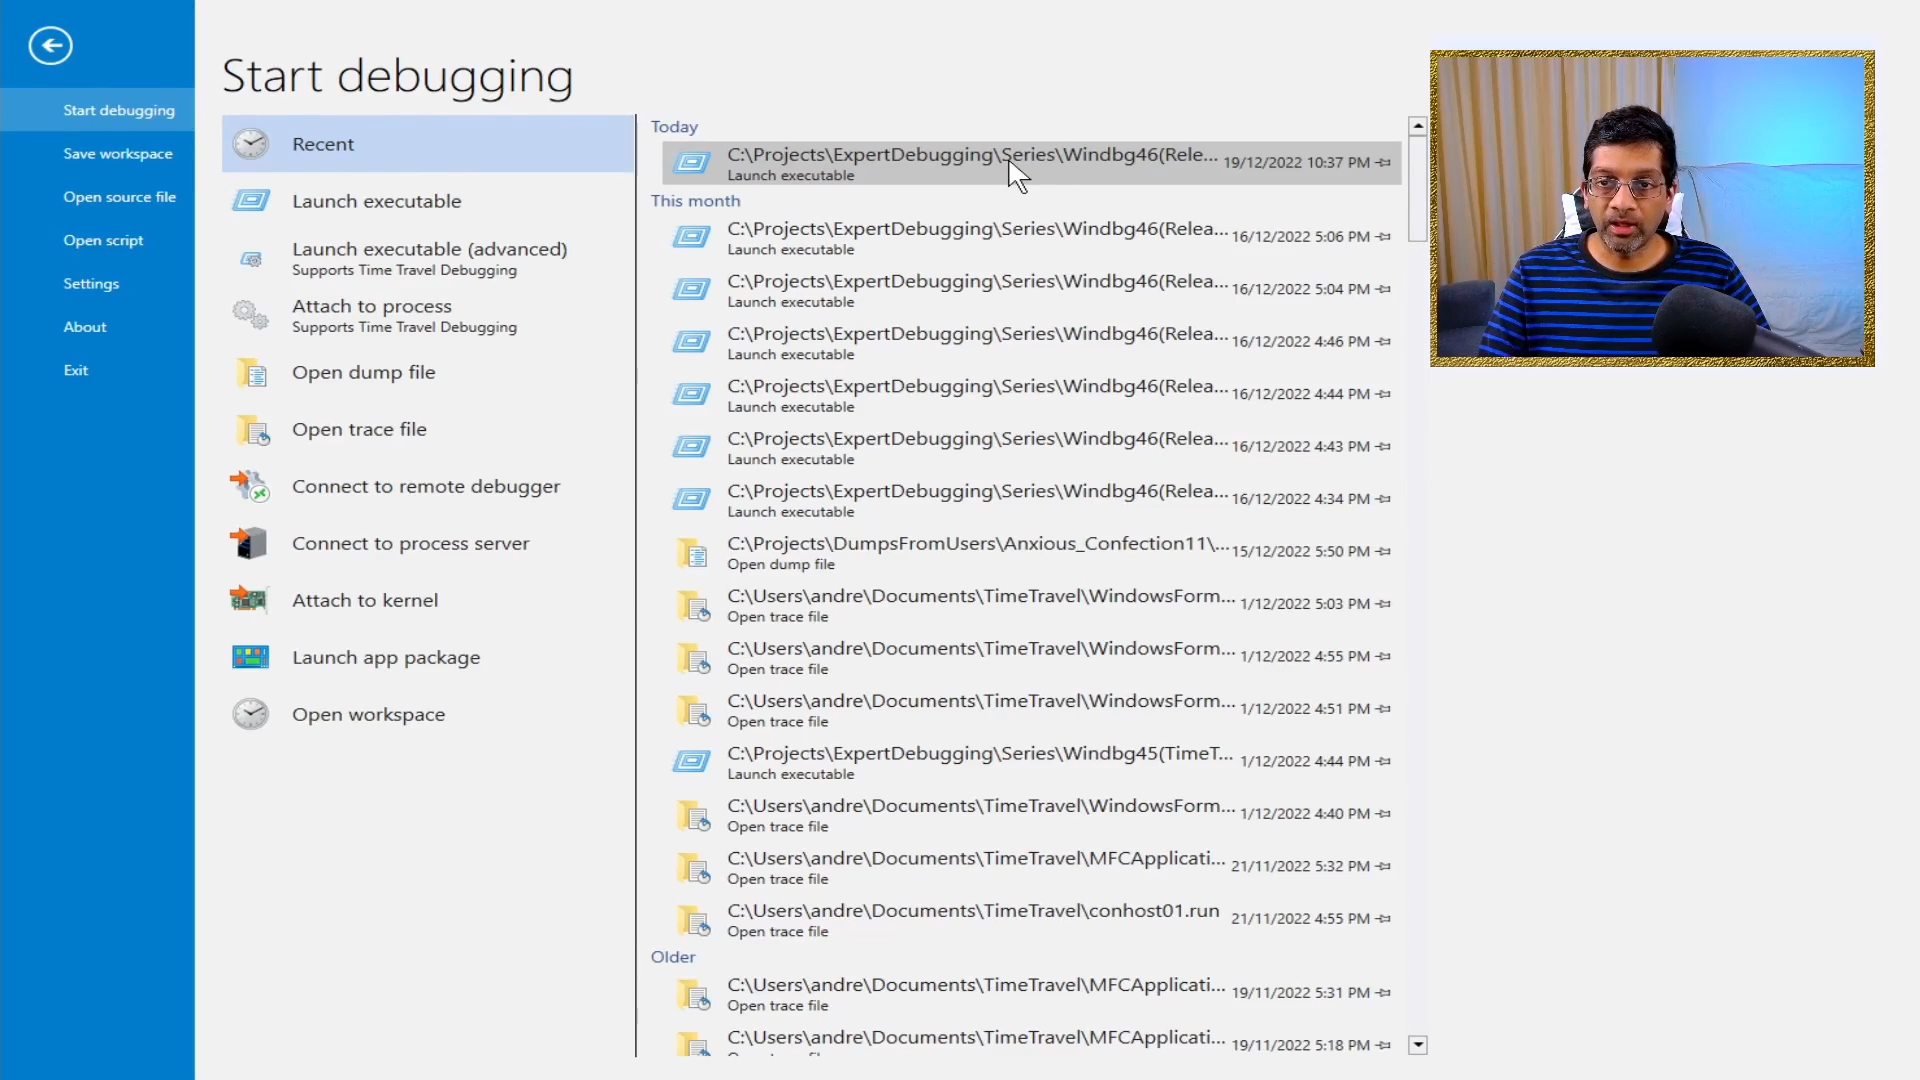 Start debugging
Save workspace
Open source file
Open script
Settings
About
Exit
Start debugging
Recent
Launch executable
Launch executable (advanced)
Supports Time Travel Debugging
Attach to process
Supports Time Travel Debugging
Open dump file
Open trace file
Connect to remote debugger
Connect to process server
Attach to kernel
Launch app package
Open workspace
Today
C:\Projects\ExpertDebugging\Series\Windbg46(Rele... 19/12/2022 10:37 PM
Launch executable
This month
C:\Projects\ExpertDebugging\Series\Windbg46(Relea... 16/12/2022 5:06 PM
Launch executable
C:\Projects\ExpertDebugging\Series\Windbg46(Relea... 16/12/2022 5:04 PM
Launch executable
C:\Projects\ExpertDebugging\Series\Windbg46(Relea... 16/12/2022 4:46 PM
Launch executable
C:\Projects\ExpertDebugging\Series\Windbg46(Relea... 16/12/2022 4:44 PM
Launch executable
C:\Projects\ExpertDebugging\Series\Windbg46(Relea... 16/12/2022 4:43 PM
Launch executable
C:\Projects\ExpertDebugging\Series\Windbg46(Relea... 16/12/2022 4:34 PM
Launch executable
C:\Projects\DumpsFromUsers\Anxious_Confection11\... 15/12/2022 5:50 PM
Open dump file
C:\Users\andre\Documents\TimeTravel\WindowsForm... 1/12/2022 5:03 PM
Open trace file
C:\Users\andre\Documents\TimeTravel\WindowsForm... 1/12/2022 4:55 PM
Open trace file
C:\Users\andre\Documents\TimeTravel\WindowsForm... 1/12/2022 4:51 PM
Open trace file
C:\Projects\ExpertDebugging\Series\Windbg45(TimeT... 1/12/2022 4:44 PM
Launch executable
C:\Users\andre\Documents\TimeTravel\WindowsForm... 1/12/2022 4:40 PM
Open trace file
C:\Users\andre\Documents\TimeTravel\MFCApplicati... 21/11/2022 5:32 PM
Open trace file
C:\Users\andre\Documents\TimeTravel\conhost01.run 21/11/2022 4:55 PM
Open trace file
Older
C:\Users\andre\Documents\TimeTravel\MFCApplicati... 19/11/2022 5:31 PM
Open trace file
C:\Users\andre\Documents\TimeTravel\MFCApplicati... 19/11/2022 5:18 PM